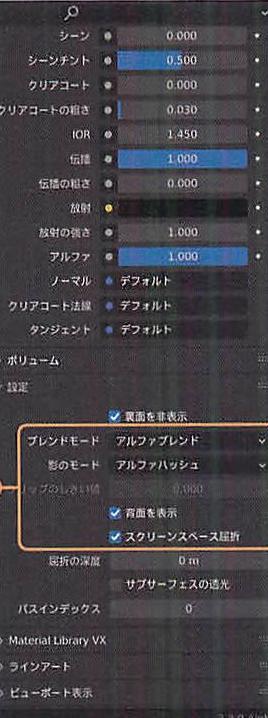 シーン 0.000
シーンチント 0.500
クリアコート 0.000
クリアコートの粗さ 0.030
IOR 1.450
伝播 1.000
伝播の粗さ 0.000
放射
放射の強さ 1.000
アルファ 1.000
ノーマル デフォルト
クリアコート法線 デフォルト
タンジェント デフォルト
ボリューム
設定
裏面を非表示
ブレンドモード アルファブレンド
影のモード アルファハッシュ
リップのしきい値 0.000
背面を表示
スクリーンスペース屈折
屈折の深度 0 m
サブサーフェスの透光
パスインデックス 0
Material Library VX
ラインアート
ビューポート表示